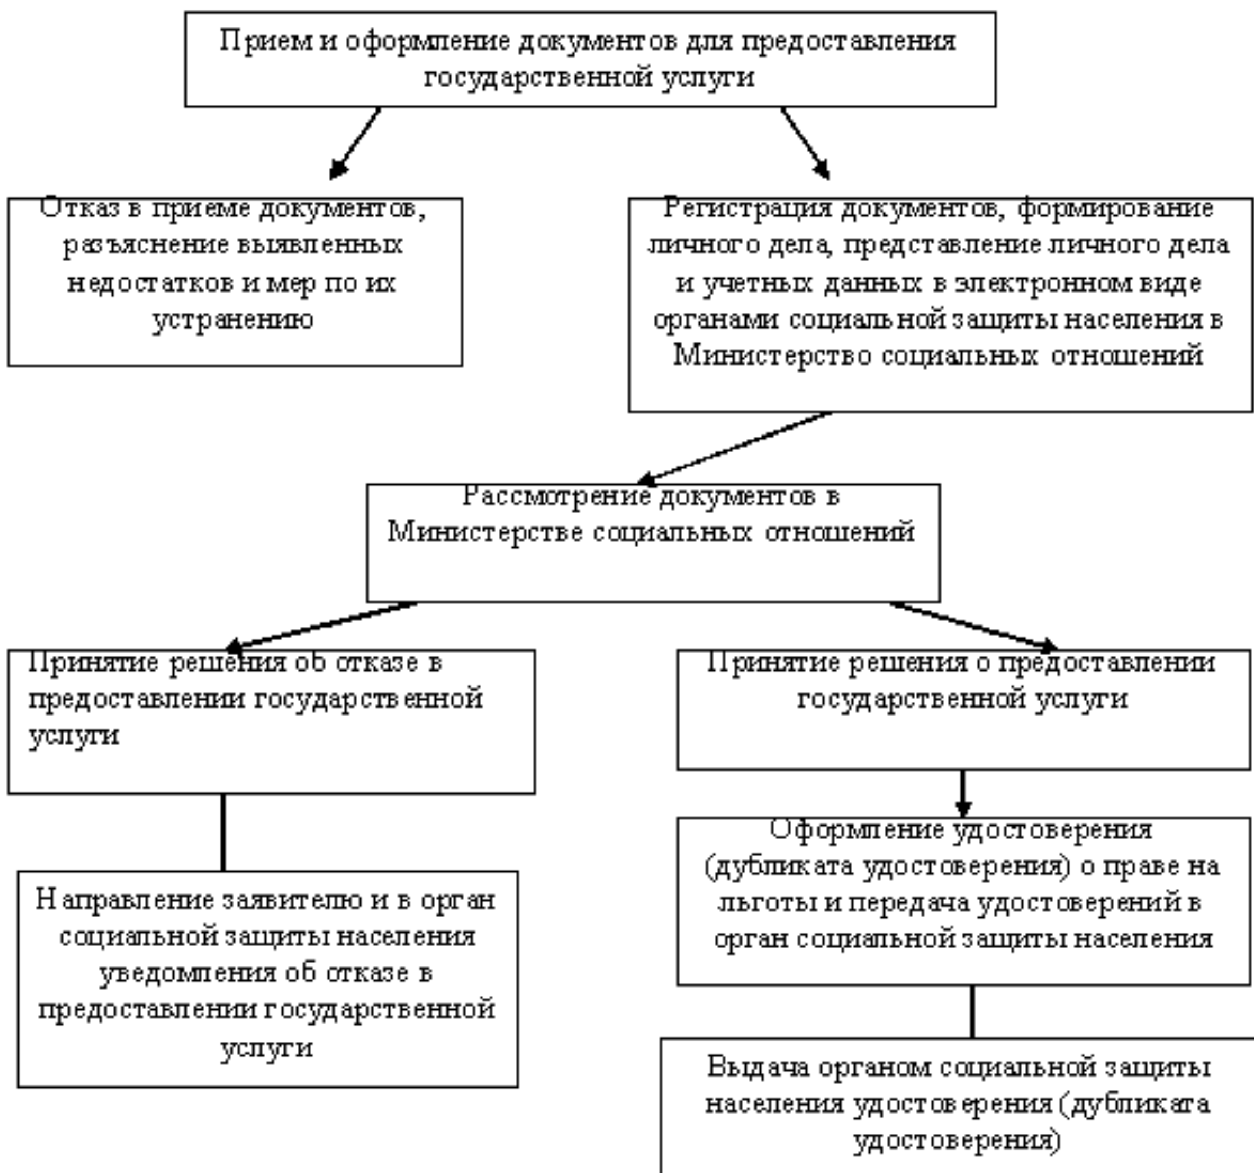 Прием и оформление документов для предоставления
государственной услуги
Отказ в приеме документов,
разъяснение выявленных
недостатков и мер по их
устранению
Регистрация документов, формирование
личного дела, представление личного дела
и учетных данных в электронном виде
органами социальной защиты населения в
Министерство социальных отношений
Рассмотрение документов в
Министерстве социальных отношений
Принятие решения об отказе в
предоставлении государственной
услуги
Принятие решения о предоставлении
государственной услуги
Оформление удостоверения
(дубликата удостоверения) о праве на
льготы и передача удостоверений в
орган социальной защиты населения
Направление заявителю и в орган
социальной защиты населения
уведомления об отказе в
предоставлении государственной
услуги
Выдача органом социальной защиты
населения удостоверения (дубликата
удостоверения)